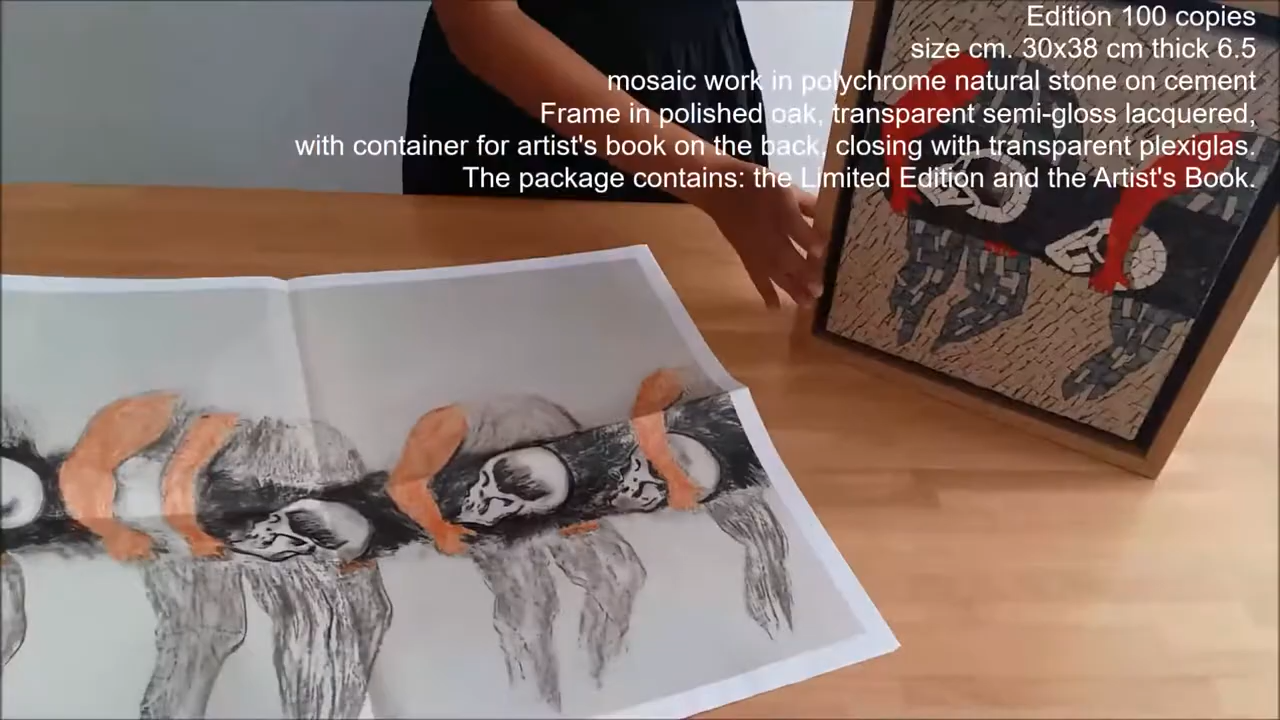 Edition 100 copies
size cm. 30x38 cm thick 6.5
mosaic work in polychrome natural stone on cement
Frame in polished oak, transparent semi-gloss lacquered,
with container for artist's book on the back, closing with transparent plexiglas.
The package contains: the Limited Edition and the Artist's Book.